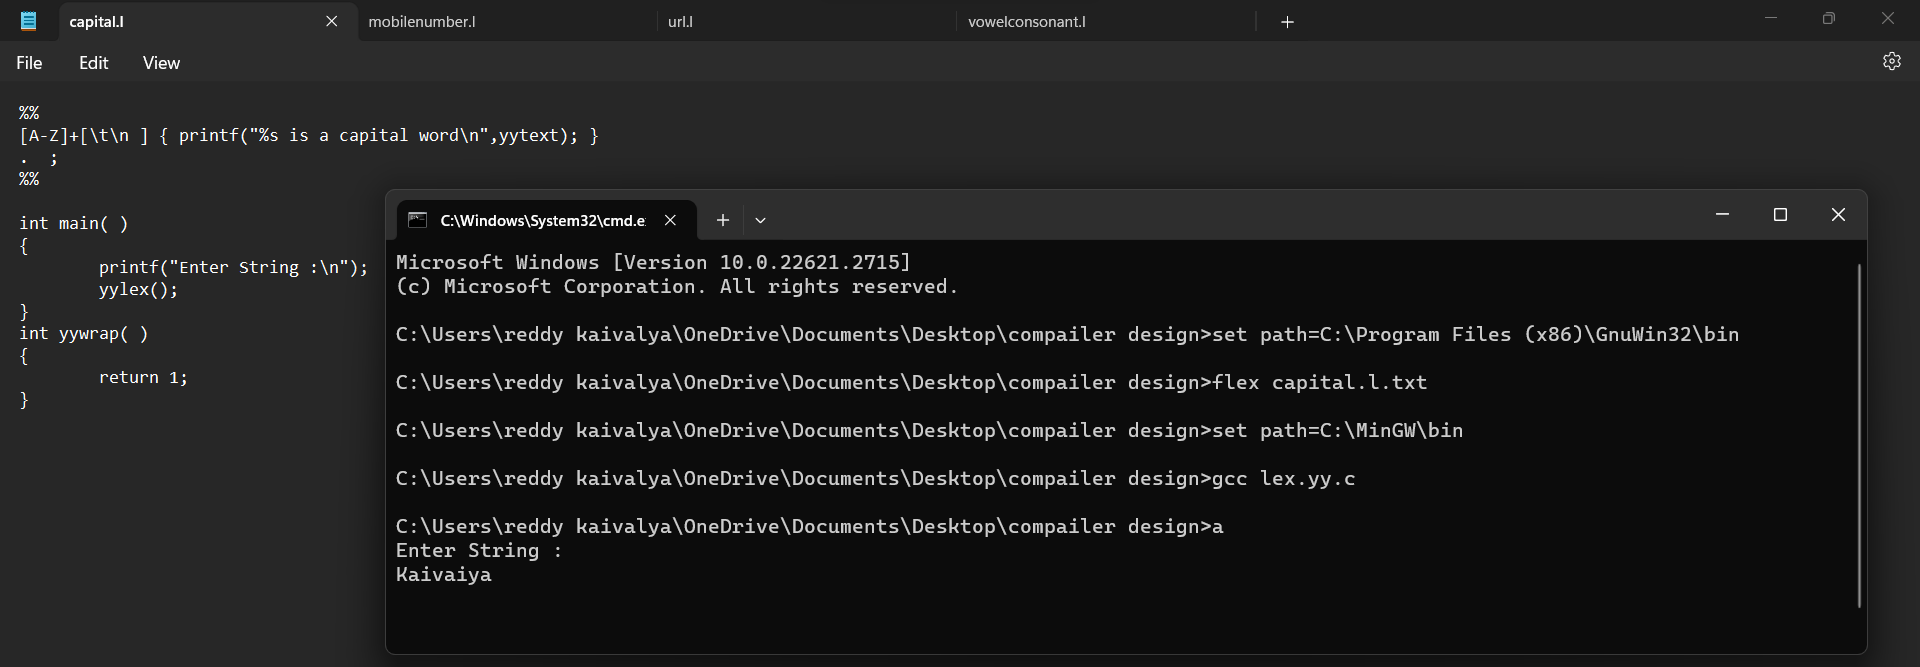 capital.l
mobilenumber.l
url.l
vowelconsonant.l
File Edit View
%%
[A-Z]+[\t\n ] { printf("%s is a capital word\n",yytext); }
.  ;
%%
int main( )
{
        printf("Enter String :\n");
        yylex();
}
int yywrap( )
{
        return 1;
}
C:\Windows\System32\cmd.e
Microsoft Windows [Version 10.0.22621.2715]
(c) Microsoft Corporation. All rights reserved.
C:\Users\reddy kaivalya\OneDrive\Documents\Desktop\compailer design>set path=C:\Program Files (x86)\GnuWin32\bin
C:\Users\reddy kaivalya\OneDrive\Documents\Desktop\compailer design>flex capital.l.txt
C:\Users\reddy kaivalya\OneDrive\Documents\Desktop\compailer design>set path=C:\MinGW\bin
C:\Users\reddy kaivalya\OneDrive\Documents\Desktop\compailer design>gcc lex.yy.c
C:\Users\reddy kaivalya\OneDrive\Documents\Desktop\compailer design>a
Enter String :
Kaivaiya